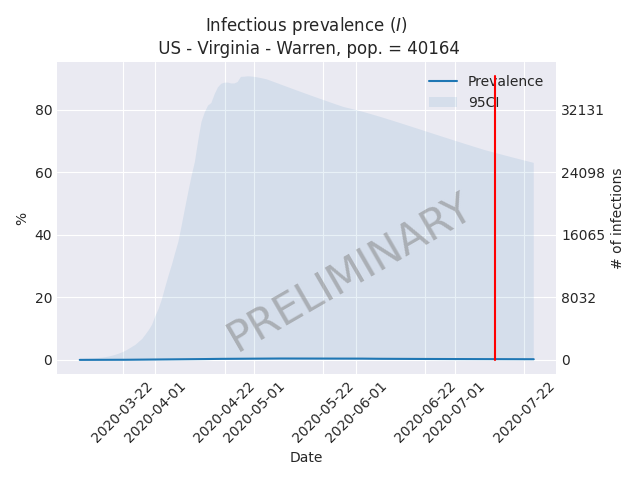 Infectious prevalence (I)
US - Virginia - Warren, pop. = 40164
Prevalence
95CI
80
60
40
20
0
%
32131
24098
16065
8032
0
# of infections
PRELIMINARY
2020-03-22
2020-04-01
2020-04-22
2020-05-01
2020-05-22
2020-06-01
2020-06-22
2020-07-01
2020-07-22
Date